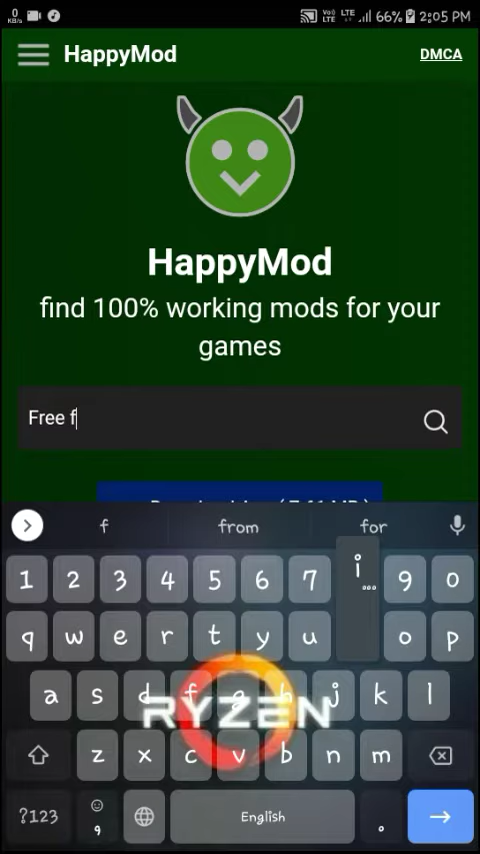 0
KB/s
Vo))
LTE
LTE
66%
2:05 PM
HappyMod
DMCA
HappyMod
find 100% working mods for your
games
Free f
f
from
for
1 2 3 4 5 6 7 i ... 9 0
q w e r t y u o p
a s d f g h j k l
RYZEN
z x c v b n m
?123
,
English
.